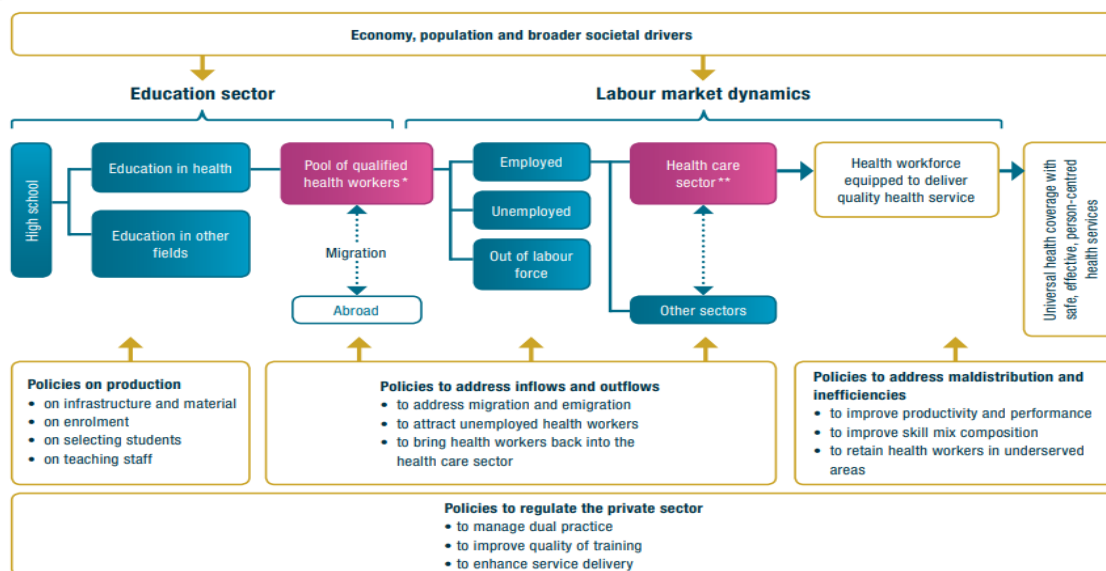 Economy, population and broader societal drivers
Education sector
Labour market dynamics
High school
Education in health
Education in other
fields
Pool of qualified
health workers*
Migration
Abroad
Employed
Unemployed
Out of labour
force
Health care
sector**
Other sectors
Health workforce
equipped to deliver
quality health service
Universal health coverage with
safe, effective, person-centred
health services
Policies on production
• on infrastructure and material
• on enrolment
• on selecting students
• on teaching staff
Policies to address inflows and outflows
• to address migration and emigration
• to attract unemployed health workers
• to bring health workers back into the
health care sector
Policies to address maldistribution and
inefficiencies
• to improve productivity and performance
• to improve skill mix composition
• to retain health workers in underserved
areas
Policies to regulate the private sector
• to manage dual practice
• to improve quality of training
• to enhance service delivery